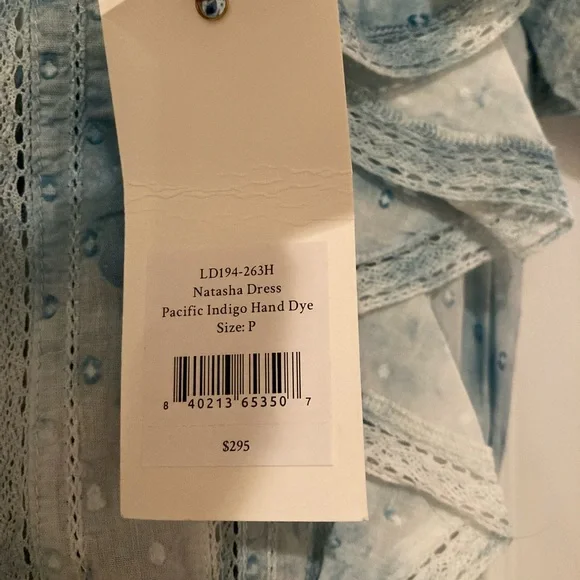 LD194-263H
Natasha Dress
Pacific Indigo Hand Dye
Size: P
8 40213 65350 7
$295